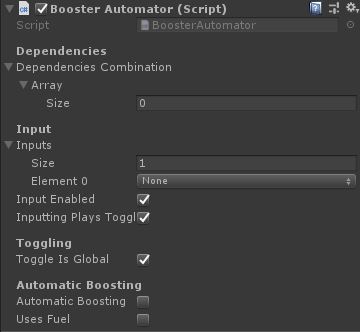 Booster Automator (Script)
Script BoosterAutomator
Dependencies
Dependencies Combination
Array
Size 0
Input
Inputs
Size 1
Element 0 None
Input Enabled
Inputting Plays Toggl
Toggling
Toggle Is Global
Automatic Boosting
Automatic Boosting
Uses Fuel